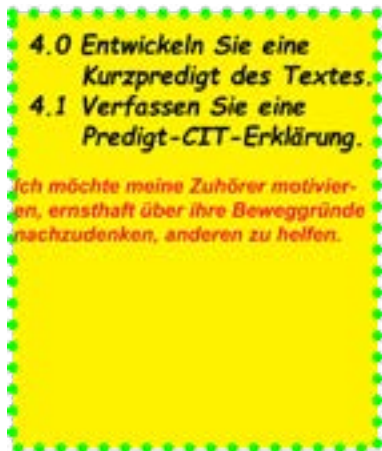 4.0 Entwickeln Sie eine
Kurzpredigt des Textes.
4.1 Verfassen Sie eine
Predigt-CIT-Erklärung.
Ich möchte meine Zuhörer motivier-
en, ernsthaft über ihre Beweggründe
nachzudenken, anderen zu helfen.